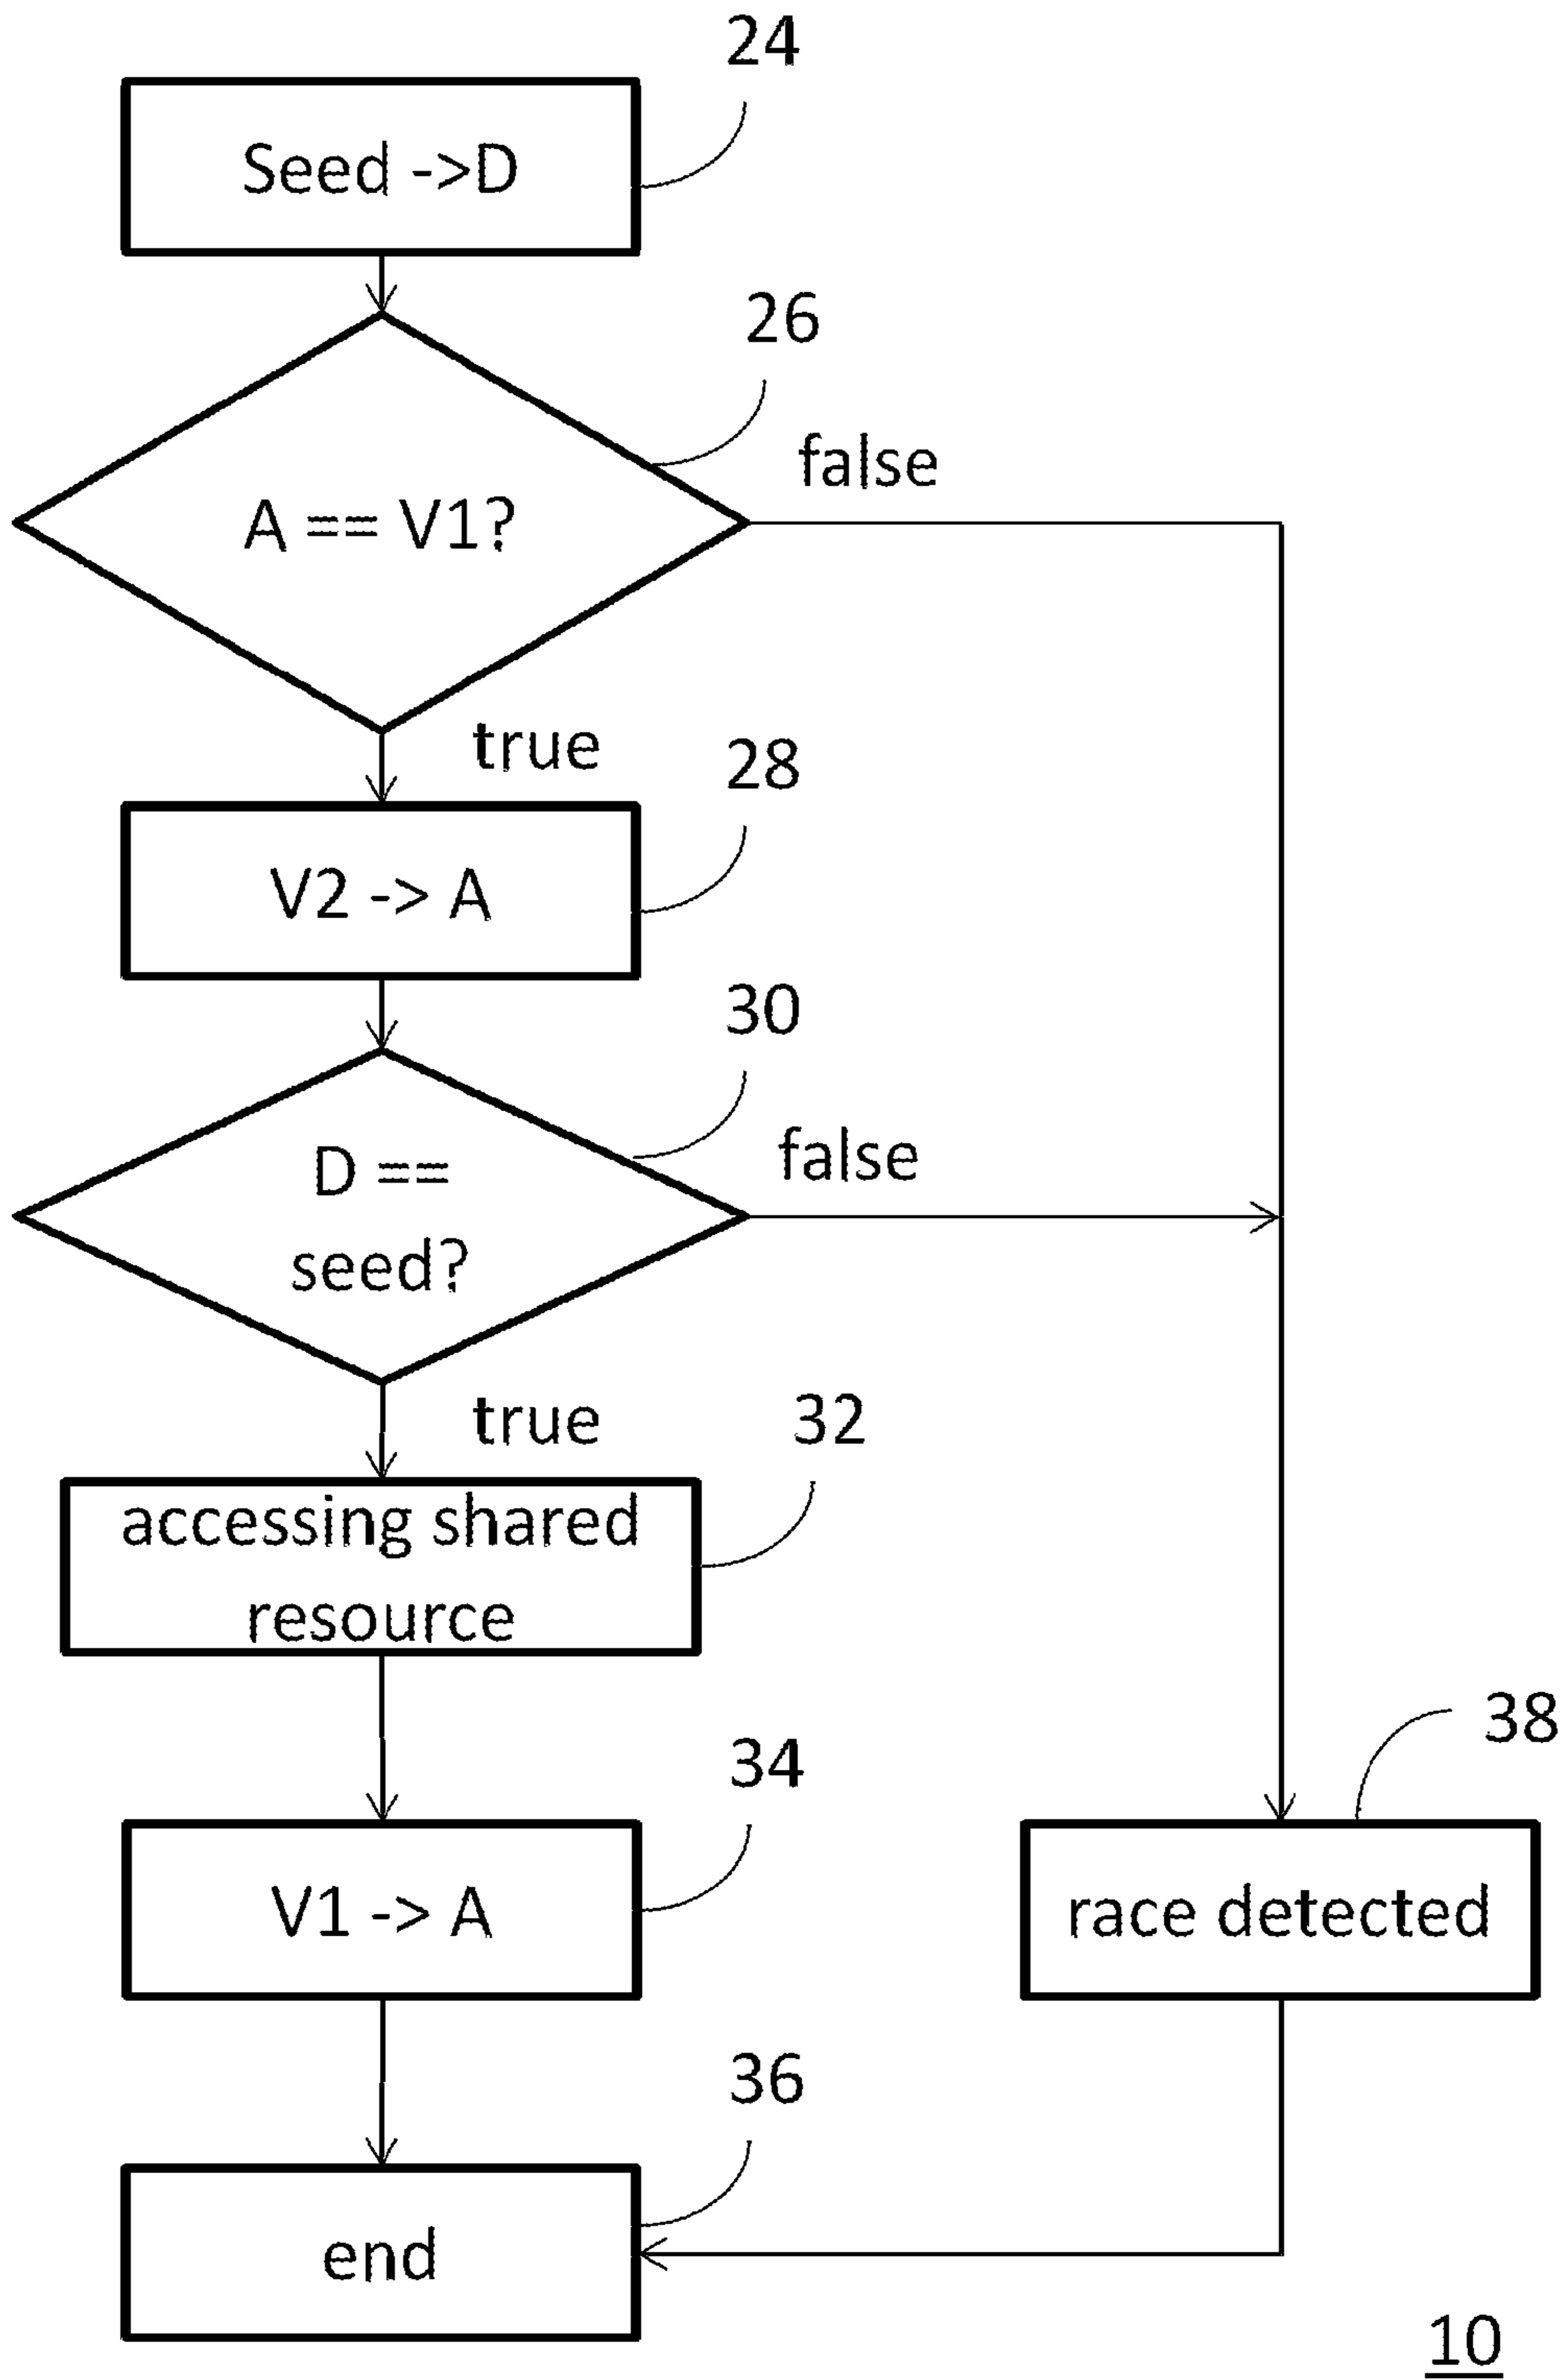 24
Seed ->D
26
false
A == V1?
true
28
V2 -> A
30
false
D ==
seed?
true
32
accessing shared
resource
38
34
V1 -> A
race detected
36
end
10